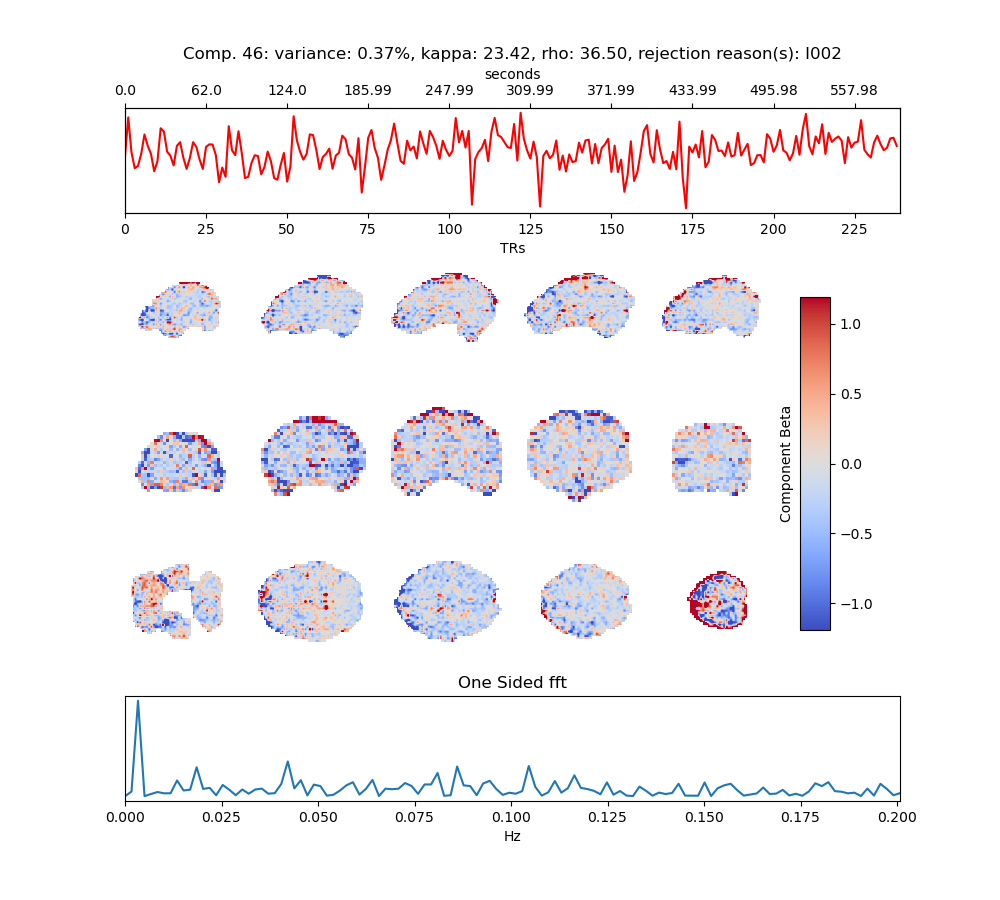 Comp. 46: variance: 0.37%, kappa: 23.42, rho: 36.50, rejection reason(s): I002
seconds
0.0 62.0 124.0 185.99 247.99 309.99 371.99 433.99 495.98 557.98
0 25 50 75 100 125 150 175 200 225
TRs
1.0
0.5
0.0
−0.5
−1.0
Component Beta
One Sided fft
0.000 0.025 0.050 0.075 0.100 0.125 0.150 0.175 0.200
Hz